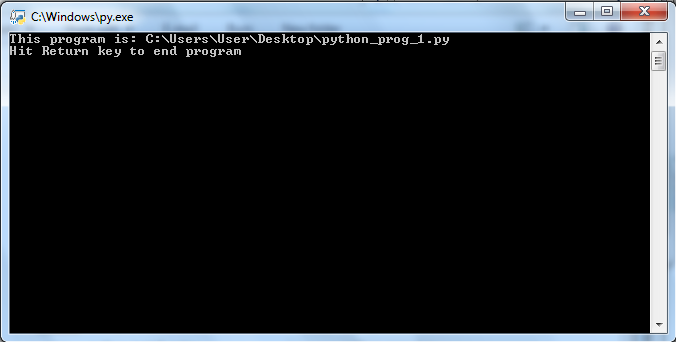 C:\Windows\py.exe
This program is: C:\Users\User\Desktop\python_prog_1.py
Hit Return key to end program